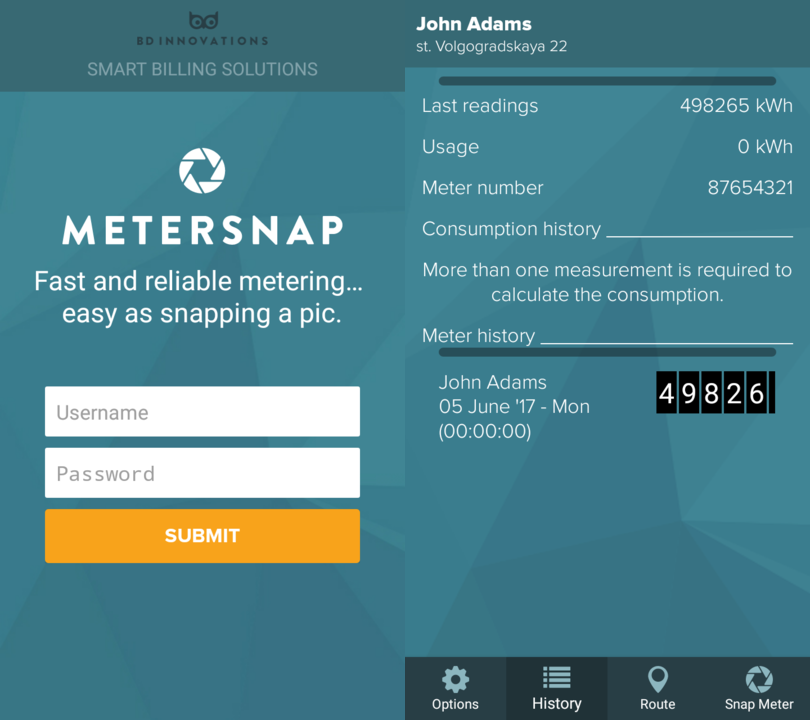 BD INNOVATIONS
SMART BILLING SOLUTIONS
METERSNAP
Fast and reliable metering...
easy as snapping a pic.
Username
Password
SUBMIT
John Adams
st. Volgogradskaya 22
Last readings 498265 kWh
Usage 0 kWh
Meter number 87654321
Consumption history
More than one measurement is required to
calculate the consumption.
Meter history
John Adams
05 June '17 - Mon
(00:00:00)
49826
Options History Route Snap Meter